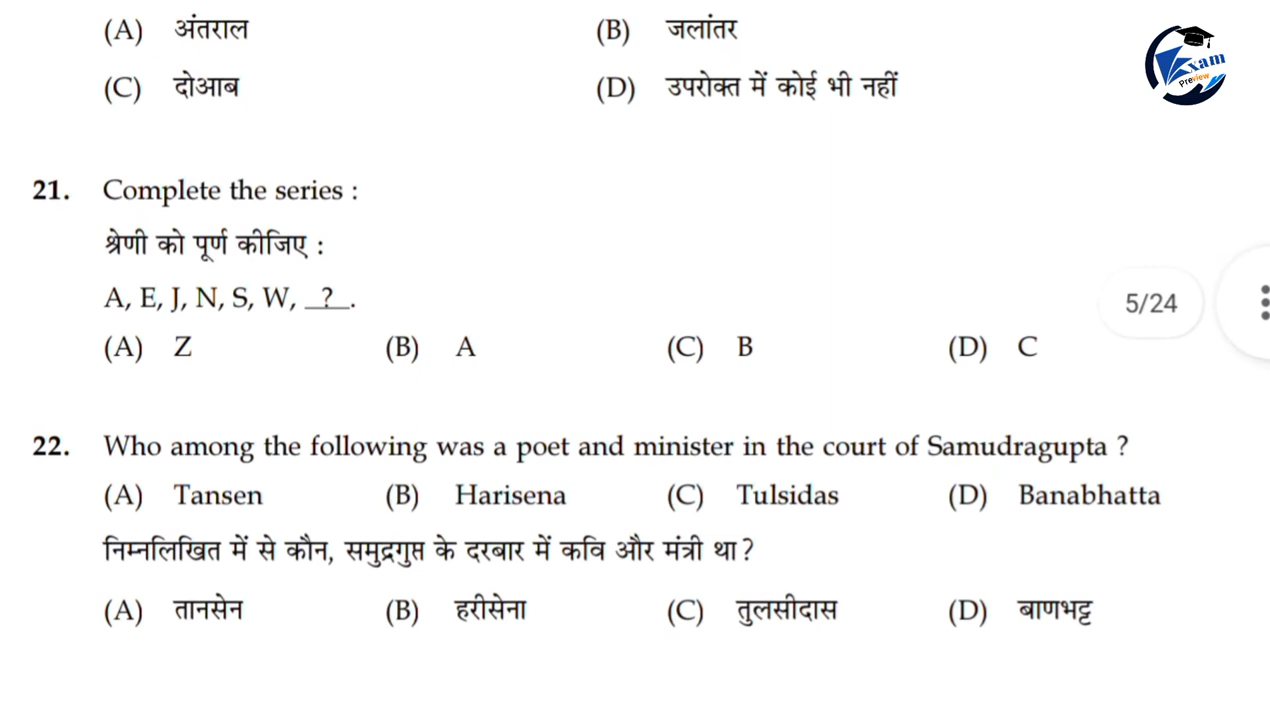 (A) अंतराल (B) जलांतर
(C) दोआब (D) उपरोक्त में कोई भी नहीं
Exam
Preview
21. Complete the series :
श्रेणी को पूर्ण कीजिए :
A, E, J, N, S, W, ? .
5/24
(A) Z (B) A (C) B (D) C
22. Who among the following was a poet and minister in the court of Samudragupta ?
(A) Tansen (B) Harisena (C) Tulsidas (D) Banabhatta
निम्नलिखित में से कौन, समुद्रगुप्त के दरबार में कवि और मंत्री था?
(A) तानसेन (B) हरीसेना (C) तुलसीदास (D) बाणभट्ट